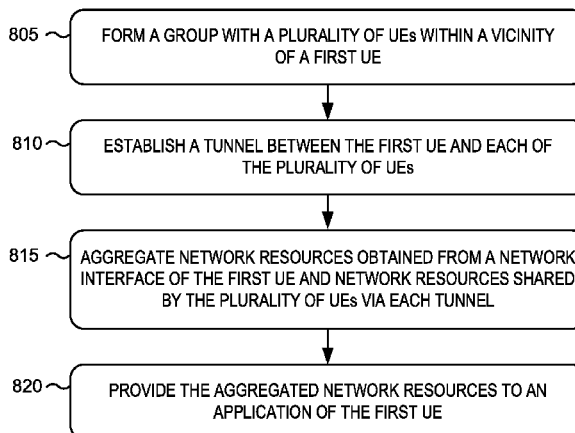 805
FORM A GROUP WITH A PLURALITY OF UEs WITHIN A VICINITY
OF A FIRST UE
810
ESTABLISH A TUNNEL BETWEEN THE FIRST UE AND EACH OF
THE PLURALITY OF UEs
815
AGGREGATE NETWORK RESOURCES OBTAINED FROM A NETWORK
INTERFACE OF THE FIRST UE AND NETWORK RESOURCES SHARED
BY THE PLURALITY OF UEs VIA EACH TUNNEL
820
PROVIDE THE AGGREGATED NETWORK RESOURCES TO AN
APPLICATION OF THE FIRST UE